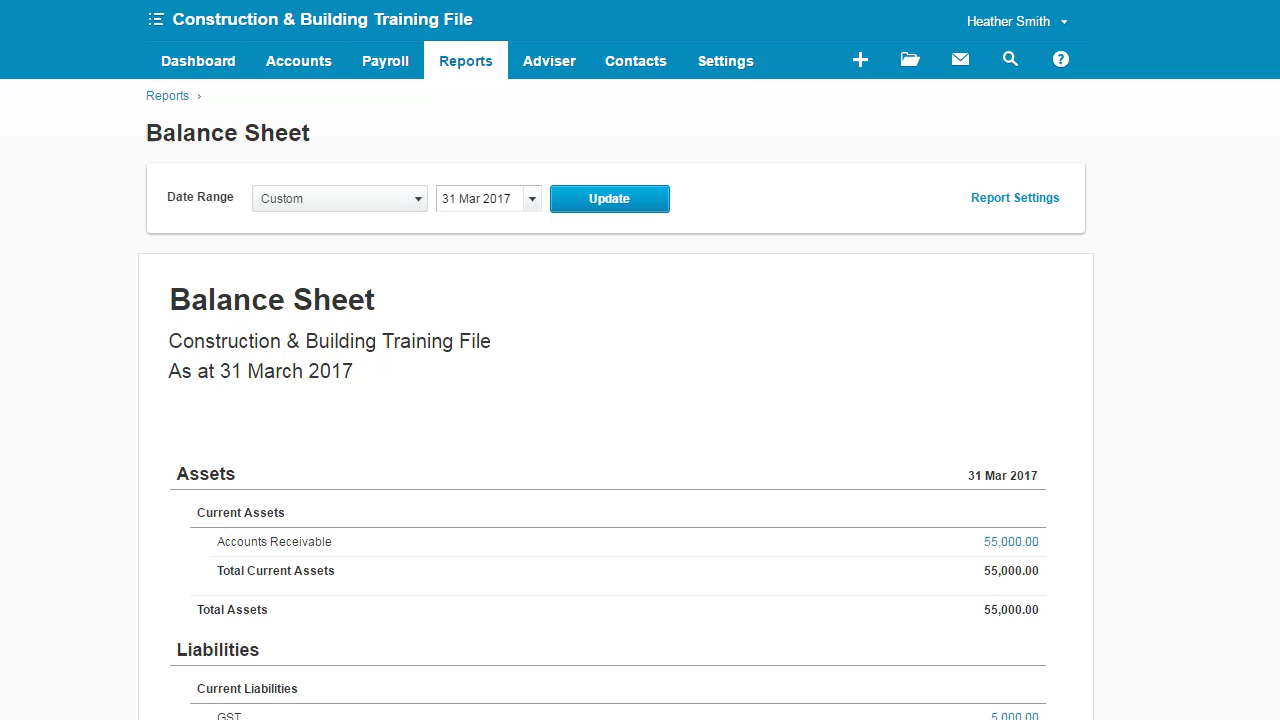 Construction & Building Training File
Heather Smith
Dashboard Accounts Payroll Reports Adviser Contacts Settings
Reports ›
Balance Sheet
Date Range Custom 31 Mar 2017 Update Report Settings
Balance Sheet
Construction & Building Training File
As at 31 March 2017
Assets 31 Mar 2017
Current Assets
Accounts Receivable 55,000.00
Total Current Assets 55,000.00
Total Assets 55,000.00
Liabilities
Current Liabilities
GST 5,000.00